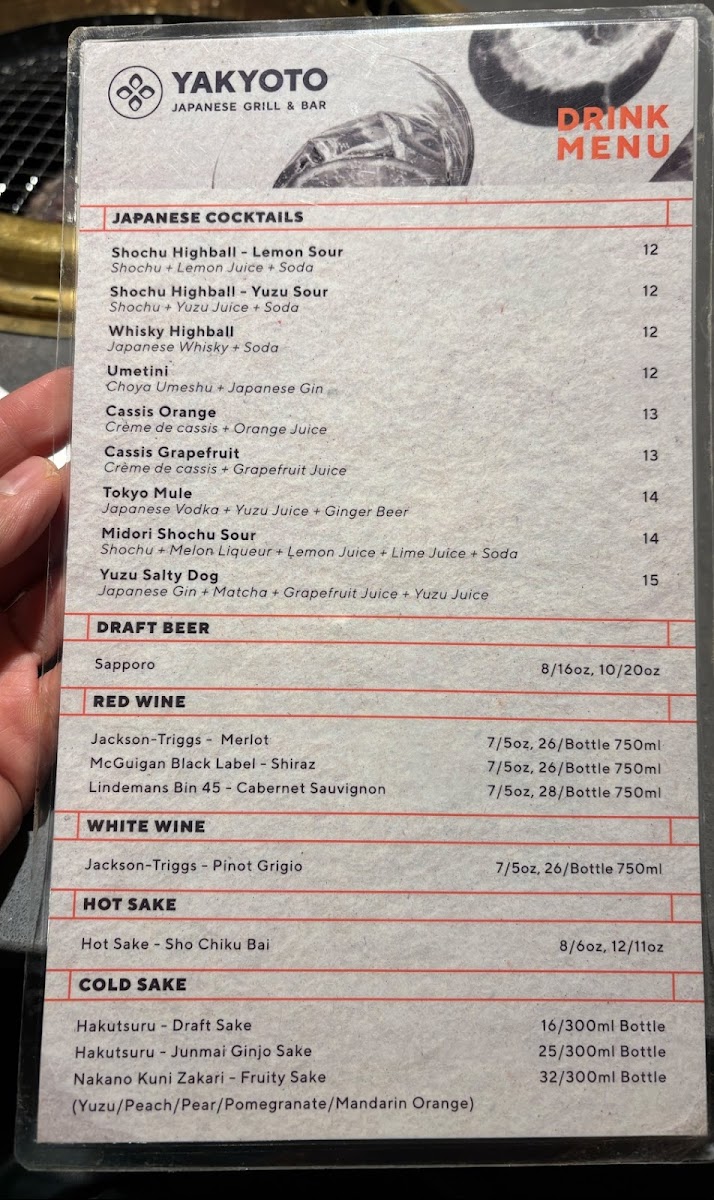 YAKYOTO
JAPANESE GRILL & BAR
DRINK
MENU
JAPANESE COCKTAILS
Shochu Highball - Lemon Sour 12
Shochu + Lemon Juice + Soda
Shochu Highball - Yuzu Sour 12
Shochu + Yuzu Juice + Soda
Whisky Highball 12
Japanese Whisky + Soda
Umetini 12
Choya Umeshu + Japanese Gin
Cassis Orange 13
Crème de cassis + Orange Juice
Cassis Grapefruit 13
Crème de cassis + Grapefruit Juice
Tokyo Mule 14
Japanese Vodka + Yuzu Juice + Ginger Beer
Midori Shochu Sour 14
Shochu + Melon Liqueur + Lemon Juice + Lime Juice + Soda
Yuzu Salty Dog 15
Japanese Gin + Matcha + Grapefruit Juice + Yuzu Juice
DRAFT BEER
Sapporo 8/16oz, 10/20oz
RED WINE
Jackson-Triggs - Merlot 7/5oz, 26/Bottle 750ml
McGuigan Black Label - Shiraz 7/5oz, 26/Bottle 750ml
Lindemans Bin 45 - Cabernet Sauvignon 7/5oz, 28/Bottle 750ml
WHITE WINE
Jackson-Triggs - Pinot Grigio 7/5oz, 26/Bottle 750ml
HOT SAKE
Hot Sake - Sho Chiku Bai 8/6oz, 12/11oz
COLD SAKE
Hakutsuru - Draft Sake 16/300ml Bottle
Hakutsuru - Junmai Ginjo Sake 25/300ml Bottle
Nakano Kuni Zakari - Fruity Sake 32/300ml Bottle
(Yuzu/Peach/Pear/Pomegranate/Mandarin Orange)